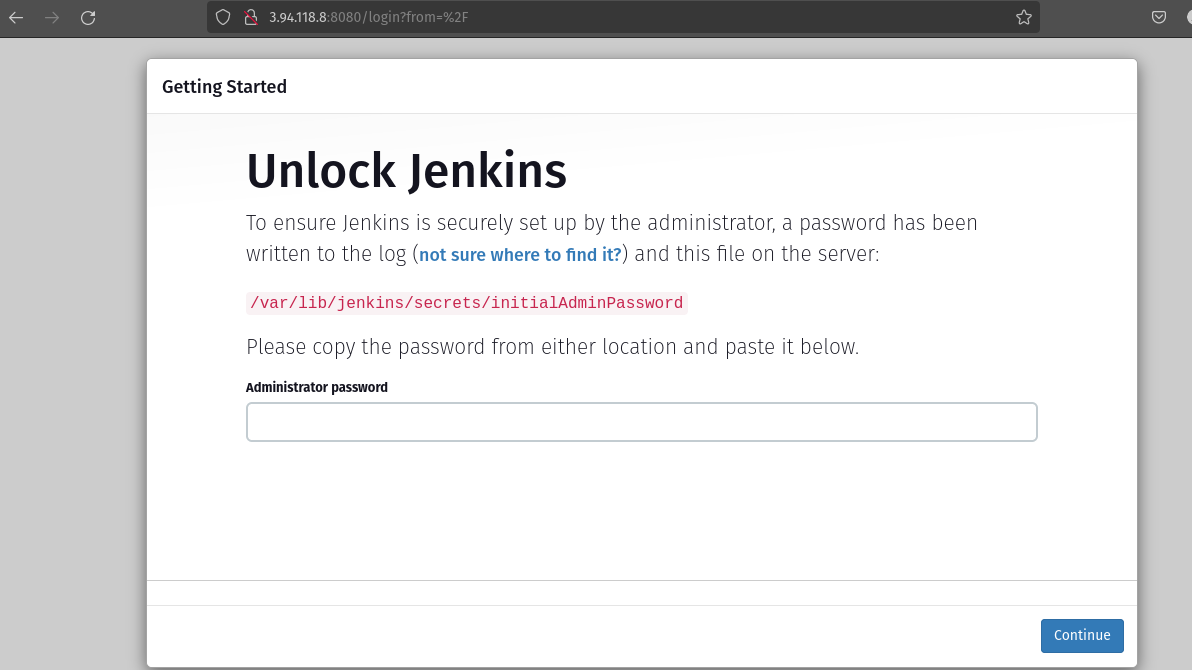 3.94.118.8:8080/login?from=%2F
Getting Started
Unlock Jenkins
To ensure Jenkins is securely set up by the administrator, a password has been
written to the log (not sure where to find it?) and this file on the server:
/var/lib/jenkins/secrets/initialAdminPassword
Please copy the password from either location and paste it below.
Administrator password
Continue